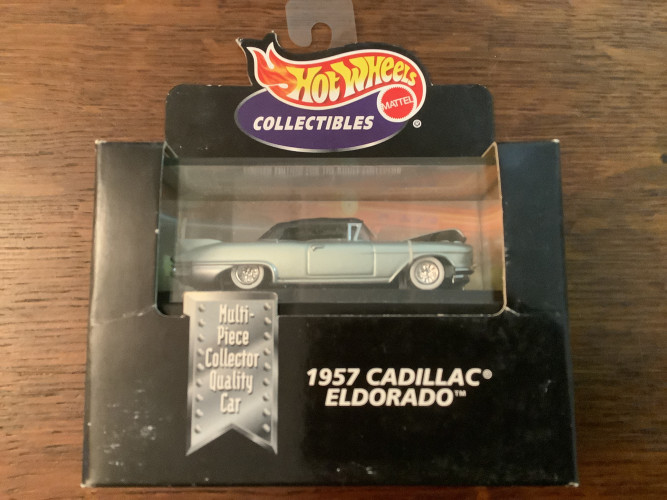 HOT WHEELS
MATTEL
COLLECTIBLES ®
Multi-
Piece
Collector
Quality
Car
1957 CADILLAC®
ELDORADO™